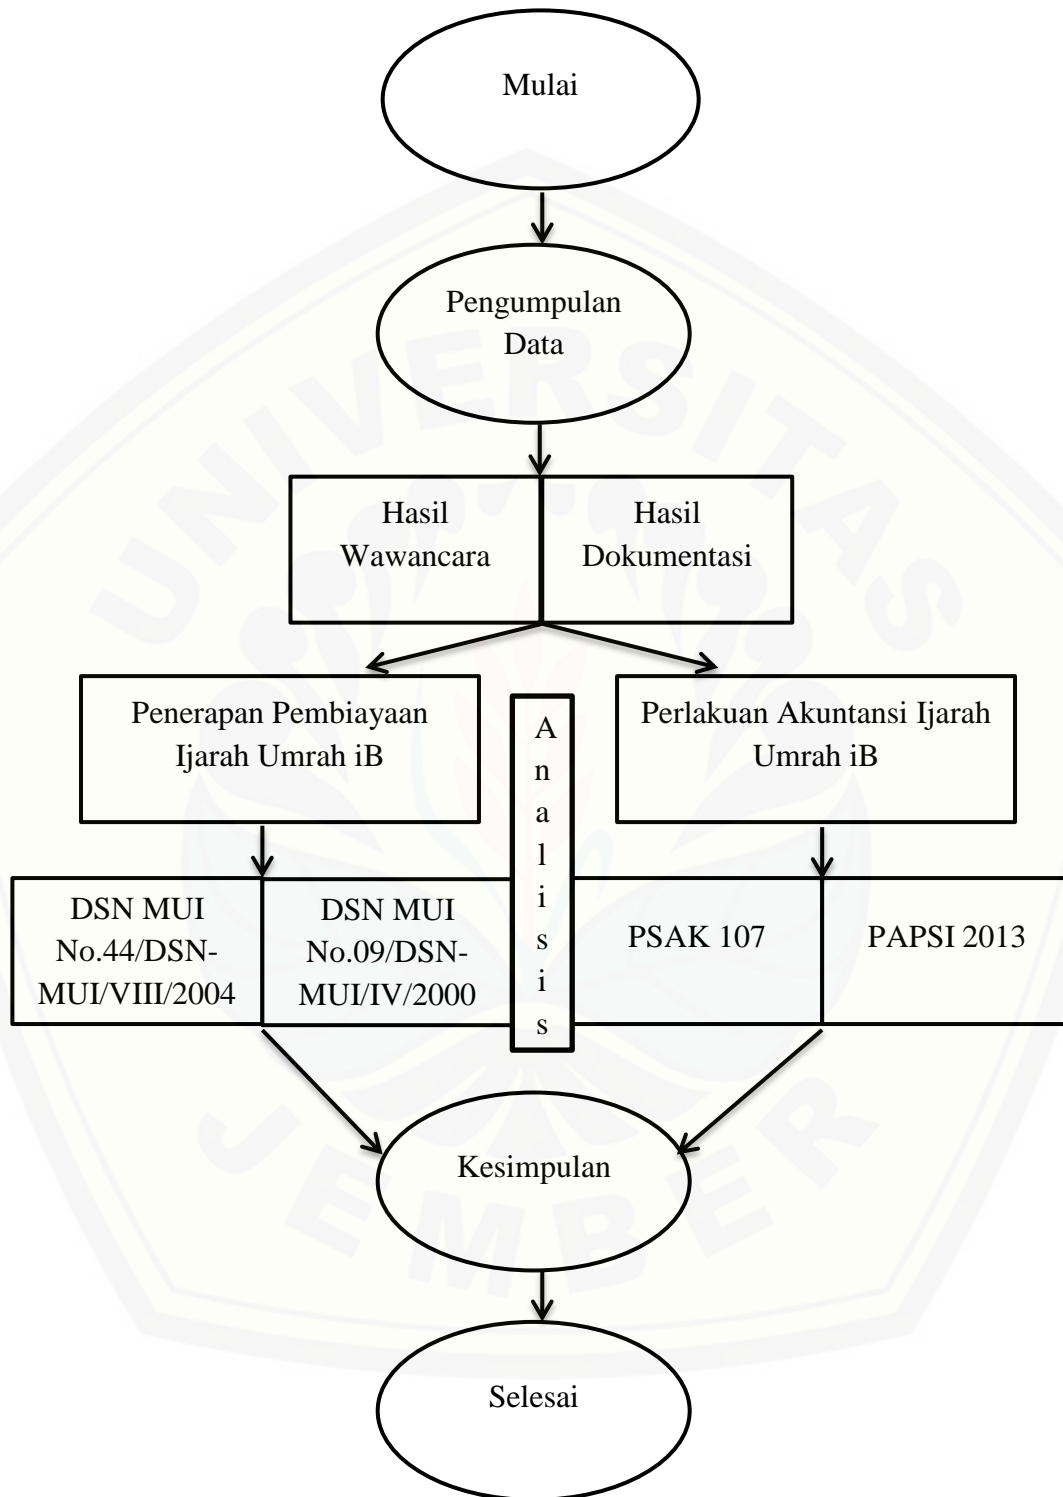 Mulai
Pengumpulan
Data
Hasil
Wawancara
Hasil
Dokumentasi
Penerapan Pembiayaan
Ijarah Umrah iB
A
n
a
l
i
s
i
s
Perlakuan Akuntansi Ijarah
Umrah iB
DSN MUI
No.44/DSN-
MUI/VIII/2004
DSN MUI
No.09/DSN-
MUI/IV/2000
PSAK 107
PAPSI 2013
Kesimpulan
Selesai
UNIVERSITAS
JEMBER